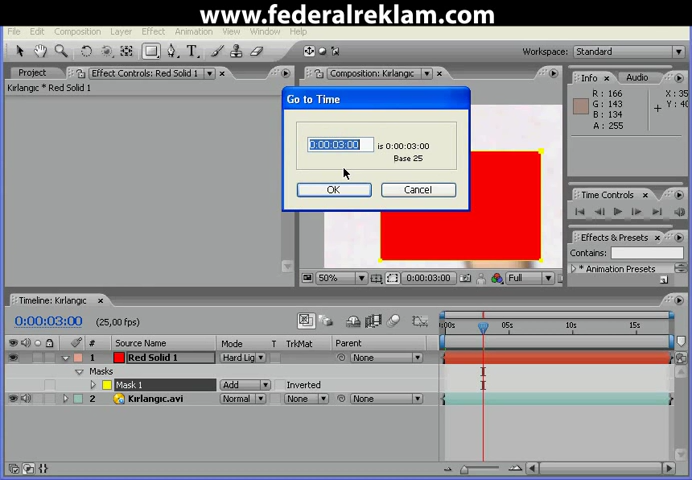 www.federalreklam.com
File Edit Composition Layer Effect Animation View Window Help
Workspace: Standard
Project Effect Controls: Red Solid 1 Composition: Kırlangıc Info Audio
Kırlangıc * Red Solid 1
R : 166
G : 143
B : 134
A : 255
Go to Time
0:00:03:00 is 0:00:03:00
Base 25
OK Cancel
Time Controls
Effects & Presets
Contains:
* Animation Presets
50% 0:00:03:00 Full
Timeline: Kırlangıc
0:00:03:00 (25,00 fps)
:00s 05s 10s 15s
# Source Name Mode T TrkMat Parent
1 Red Solid 1 Hard Lig None
Masks
Mask 1 Add Inverted
2 Kırlangıc.avi Normal None None